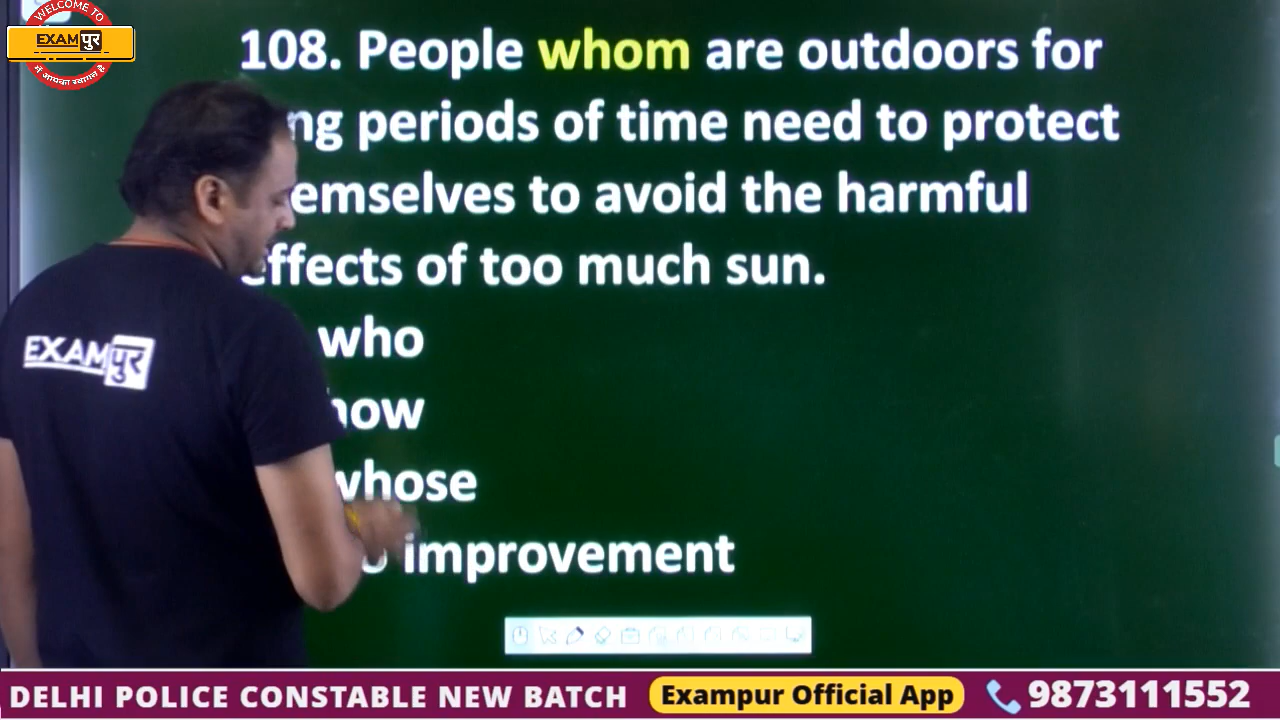 WELCOME TO
EXAMपुर
में आपका स्वागत है
108. People whom are outdoors for
periods of time need to protect
to avoid the harmful
effects of too much sun.
who
how
whose
improvement
EXAMपुर
DELHI POLICE CONSTABLE NEW BATCH
Exampur Official App
9873111552